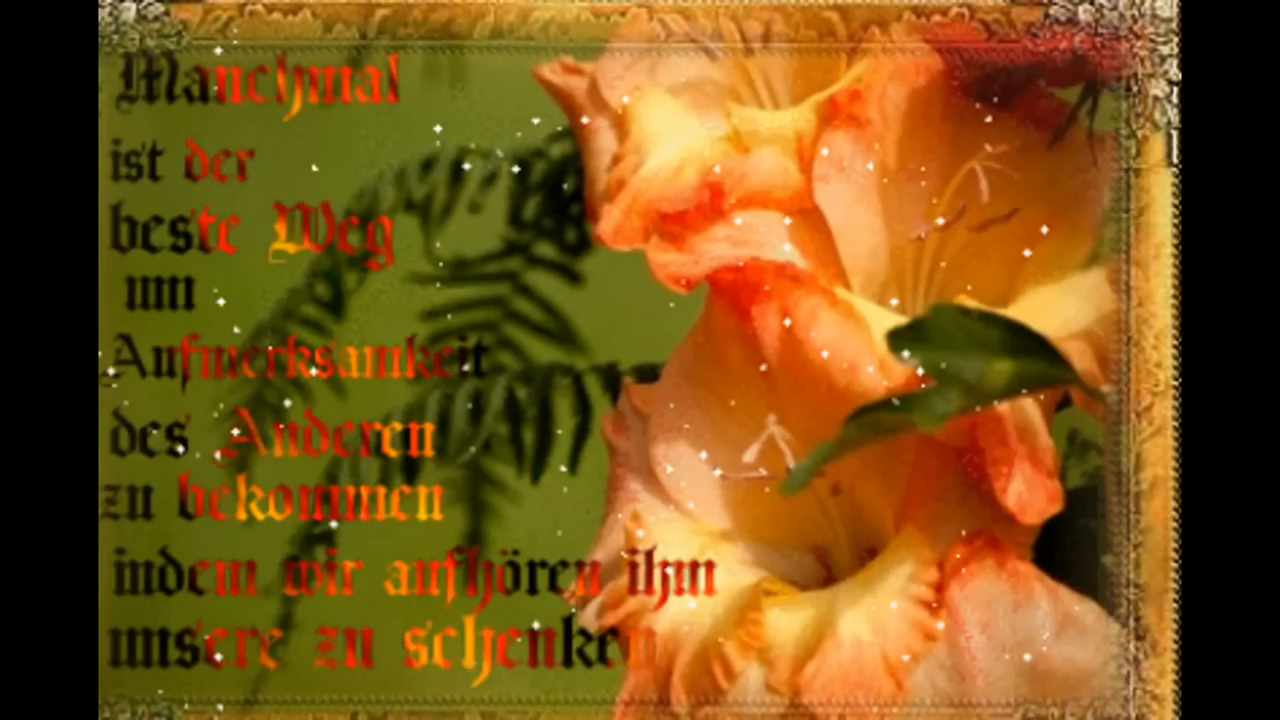 Manchmal
ist der
beste Weg
um
Aufmerksamkeit
des Anderen
zu bekommen
indem wir aufhören ihm
unsere zu schenken